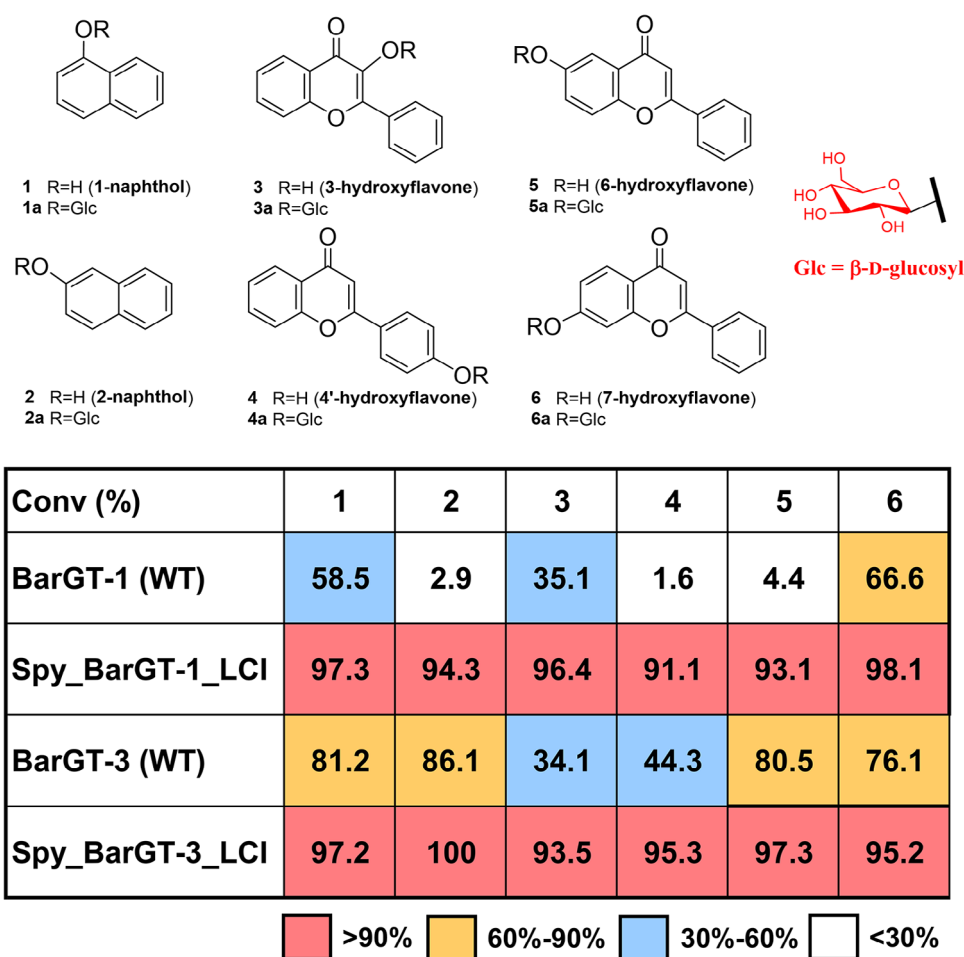 OR
O
OR
O
RO
O
O
1 R=H (1-naphthol)
1a R=Glc
3 R=H (3-hydroxyflavone)
3a R=Glc
5 R=H (6-hydroxyflavone)
5a R=Glc
HO
HO
HO
O
OH
Glc = β-D-glucosyl
RO
O
O
OR
O
RO
O
2 R=H (2-naphthol)
2a R=Glc
4 R=H (4'-hydroxyflavone)
4a R=Glc
6 R=H (7-hydroxyflavone)
6a R=Glc
Conv (%) 1 2 3 4 5 6
BarGT-1 (WT) 58.5 2.9 35.1 1.6 4.4 66.6
Spy_BarGT-1_LCI 97.3 94.3 96.4 91.1 93.1 98.1
BarGT-3 (WT) 81.2 86.1 34.1 44.3 80.5 76.1
Spy_BarGT-3_LCI 97.2 100 93.5 95.3 97.3 95.2
>90% 60%-90% 30%-60% <30%